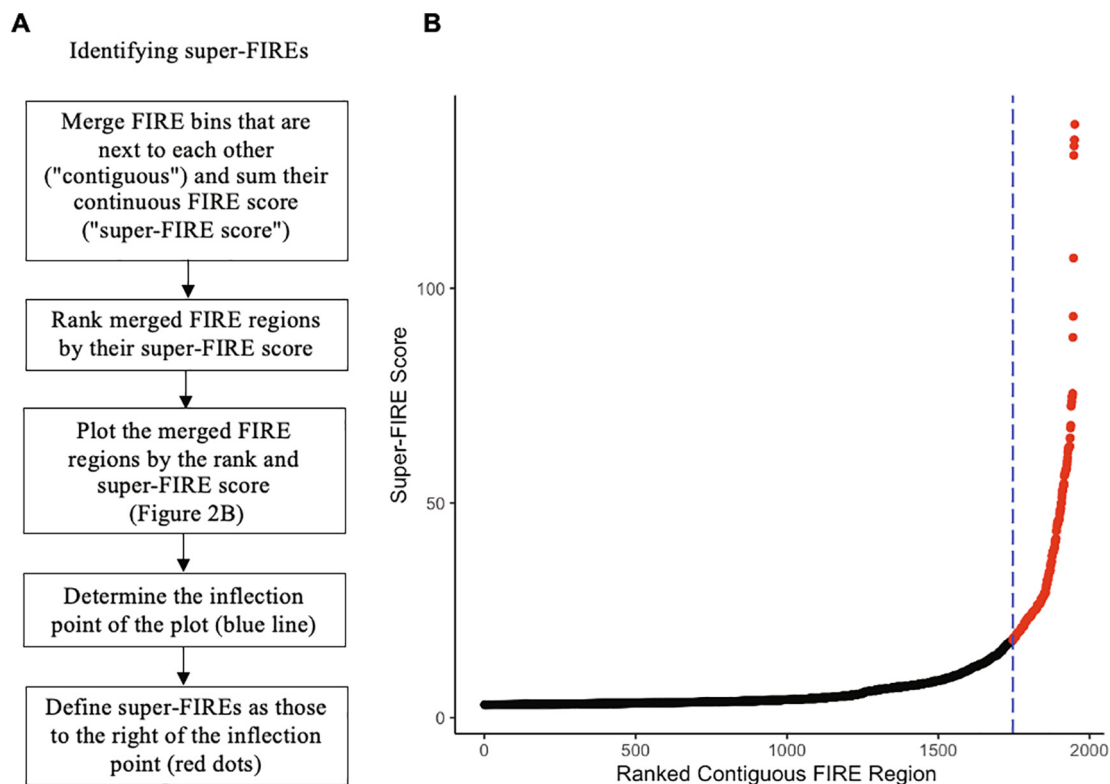 A
Identifying super-FIREs
Merge FIRE bins that are
next to each other
("contiguous") and sum their
continuous FIRE score
("super-FIRE score")
Rank merged FIRE regions
by their super-FIRE score
Plot the merged FIRE
regions by the rank and
super-FIRE score
(Figure 2B)
Determine the inflection
point of the plot (blue line)
Define super-FIREs as those
to the right of the inflection
point (red dots)
B
Super-FIRE Score
100
50
0
0 500 1000 1500 2000
Ranked Contiguous FIRE Region